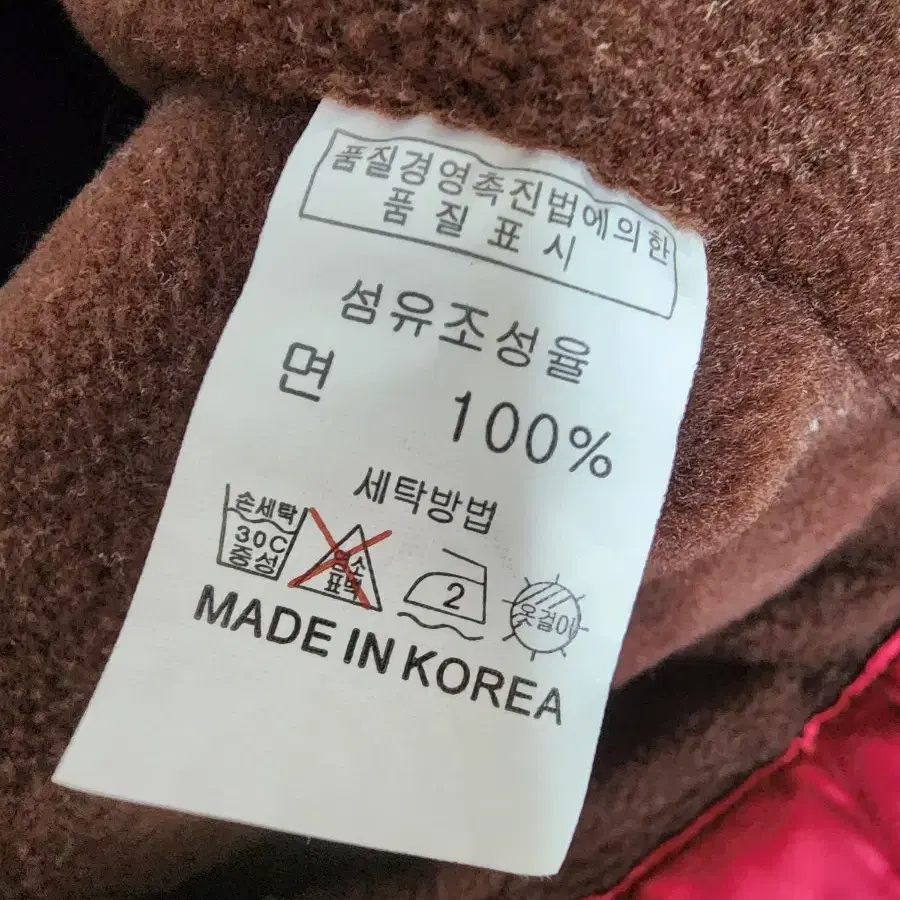 품질경영촉진법에의한
품 질 표 시
섬유조성율
면 100%
세탁방법
손세탁
30C
중성
염소
표백
2
옷걸이
MADE IN KOREA